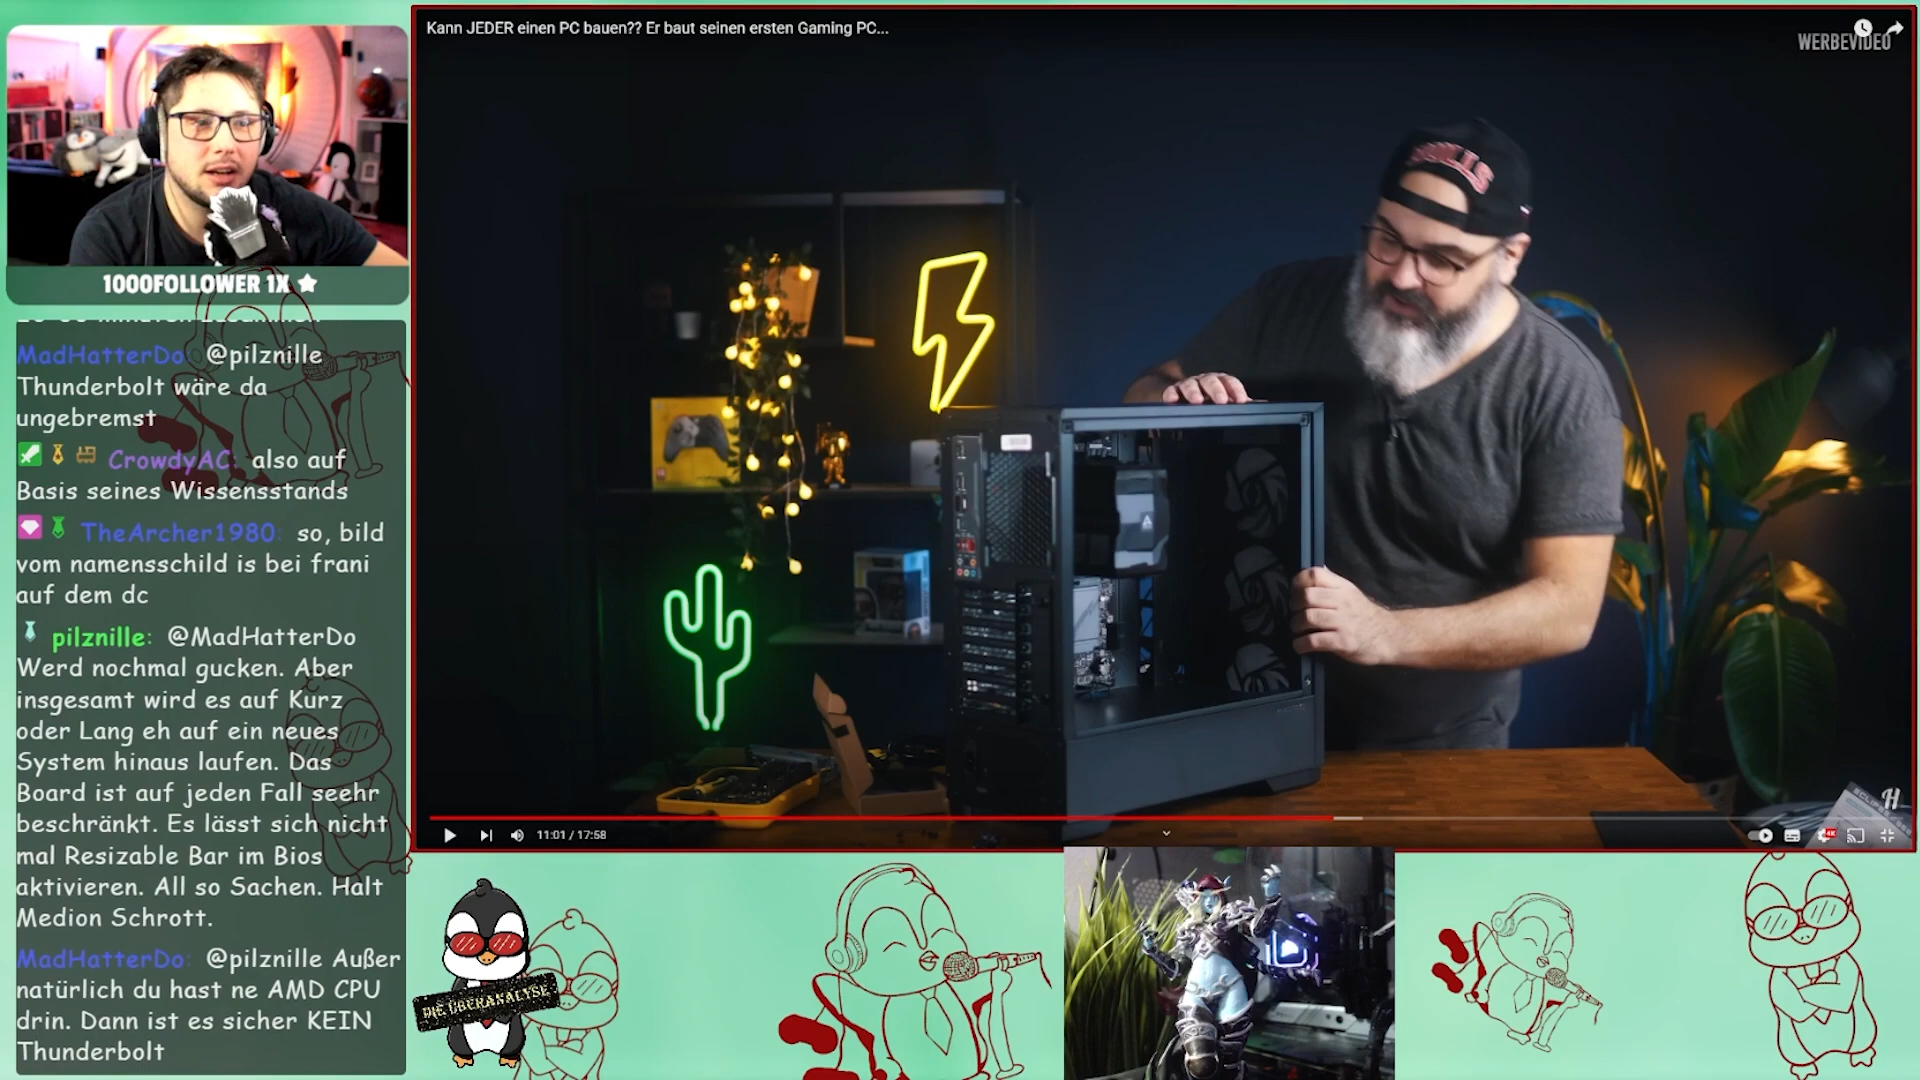 Kann JEDER einen PC bauen?? Er baut seinen ersten Gaming PC...
WERBEVIDEO
1000FOLLOWER 1X
MadHatterDo: @pilznille
Thunderbolt wäre da
ungebremst
CrowdyAC: also auf
Basis seines Wissensstands
TheArcher1980: so, bild
vom namensschild is bei frani
auf dem dc
pilznille: @MadHatterDo
Werd nochmal gucken. Aber
insgesamt wird es auf Kurz
oder Lang eh auf ein neues
System hinaus laufen. Das
Board ist auf jeden Fall seehr
beschränkt. Es lässt sich nicht
mal Resizable Bar im Bios
aktivieren. All so Sachen. Halt
Medion Schrott.
MadHatterDo: @pilznille Außer
natürlich du hast ne AMD CPU
drin. Dann ist es sicher KEIN
Thunderbolt
11:01 / 17:58
4K
H
DIE ÜBERANALYSE